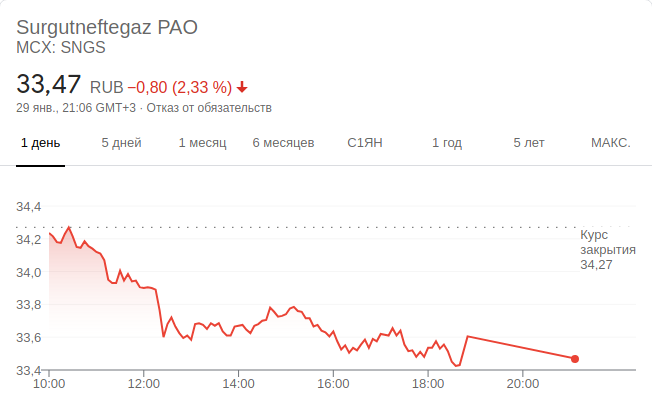 Surgutneftegaz PAO
MCX: SNGS
33,47 RUB −0,80 (2,33 %)
29 янв., 21:06 GMT+3 · Отказ от обязательств
1 день 5 дней 1 месяц 6 месяцев С1ЯН 1 год 5 лет МАКС.
34,4
34,2
34,0
33,8
33,6
33,4
Курс
закрытия
34,27
10:00 12:00 14:00 16:00 18:00 20:00